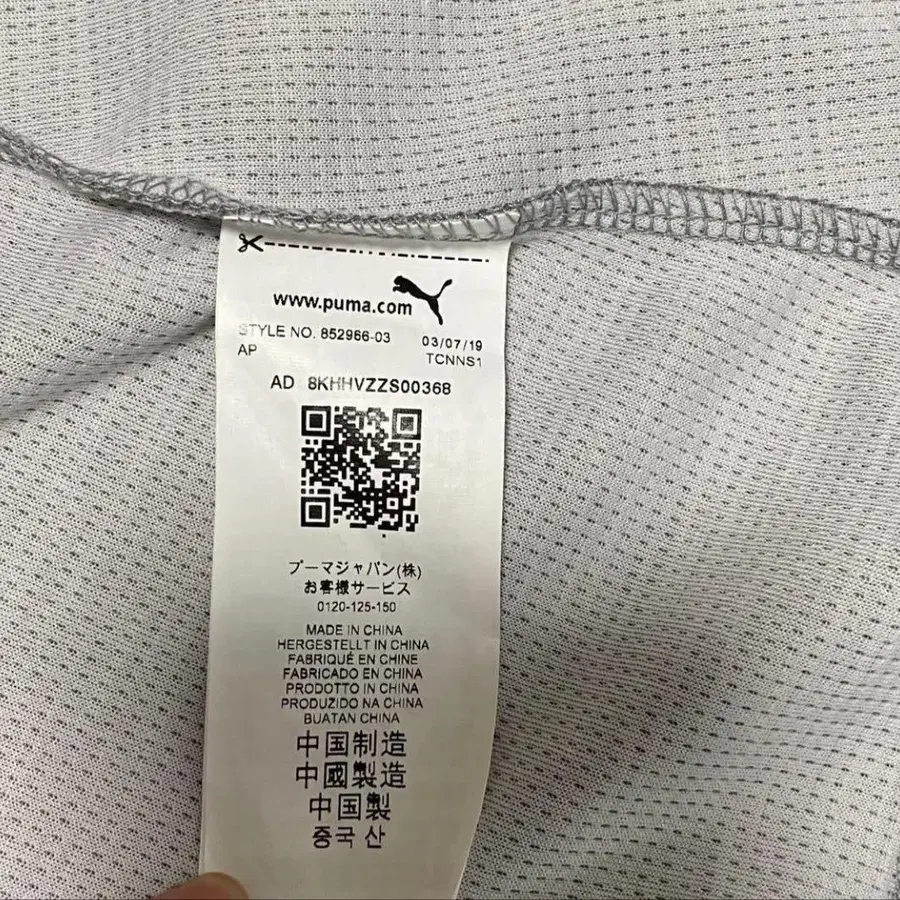 www.puma.com
STYLE NO. 852966-03 03/07/19
AP TCNNS1
AD 8KHHVZZS00368
プーマジャパン(株)
お客様サービス
0120-125-150
MADE IN CHINA
HERGESTELLT IN CHINA
FABRIQUÉ EN CHINE
FABRICADO EN CHINA
PRODOTTO IN CHINA
PRODUZIDO NA CHINA
BUATAN CHINA
中国制造
中國製造
中国製
중국 산